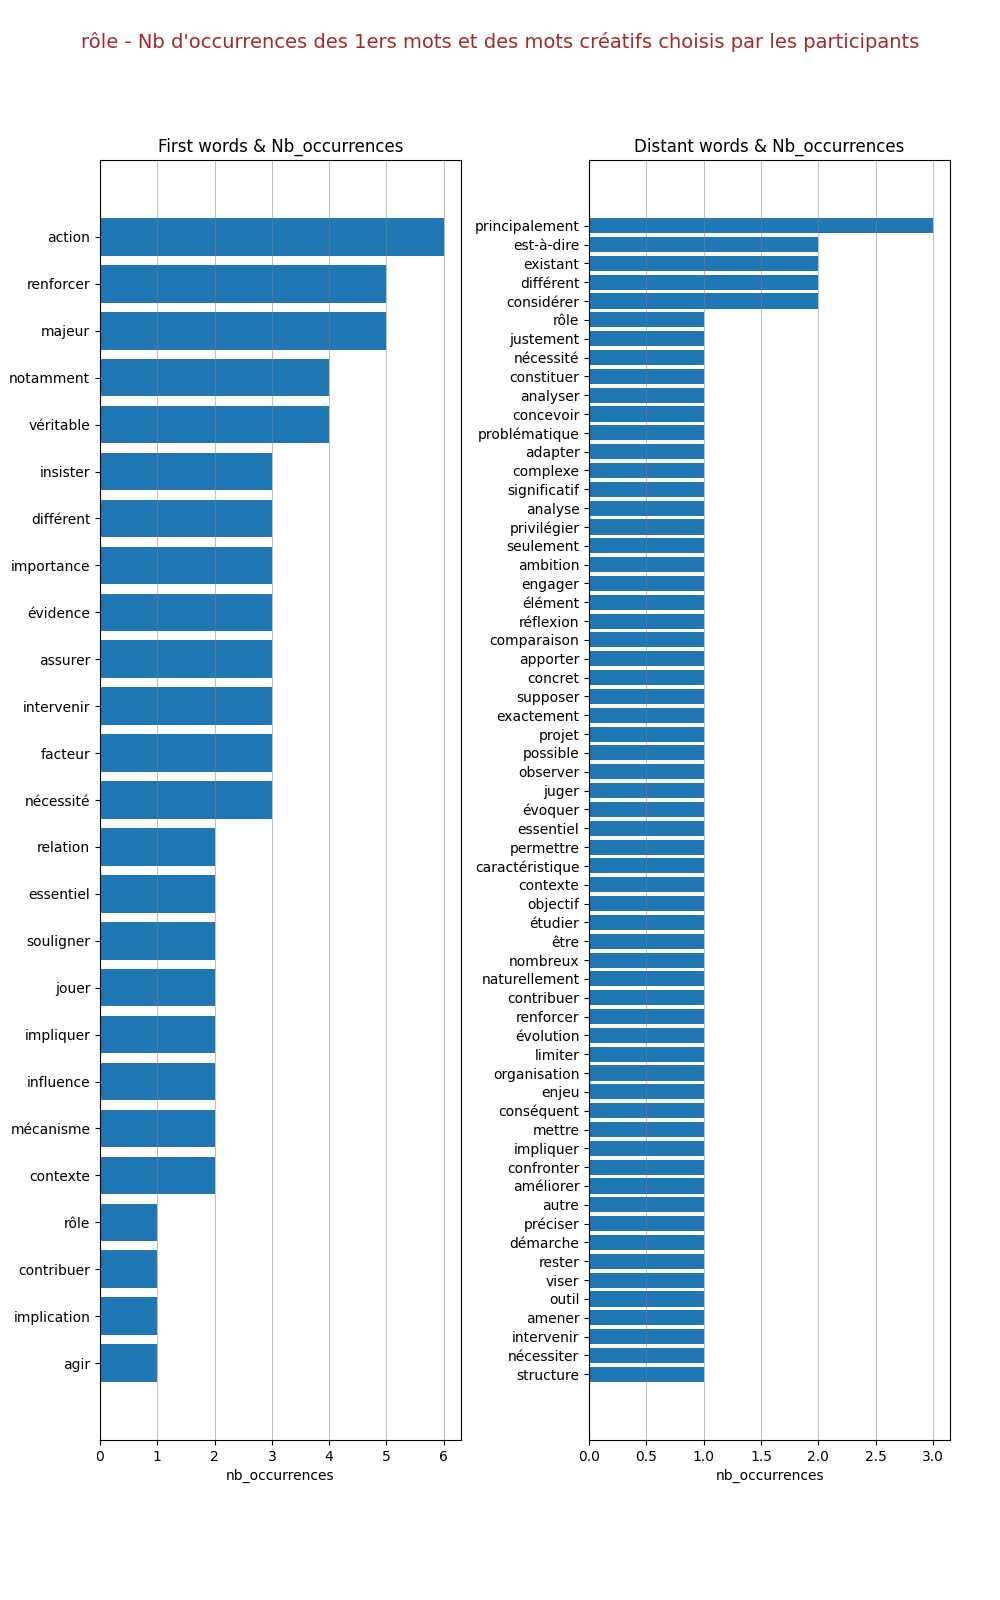 rôle - Nb d'occurrences des 1ers mots et des mots créatifs choisis par les participants
First words & Nb_occurrences
action
renforcer
majeur
notamment
véritable
insister
différent
importance
évidence
assurer
intervenir
facteur
nécessité
relation
essentiel
souligner
jouer
impliquer
influence
mécanisme
contexte
rôle
contribuer
implication
agir
0 1 2 3 4 5 6
nb_occurrences
Distant words & Nb_occurrences
principalement
est-à-dire
existant
différent
considérer
rôle
justement
nécessité
constituer
analyser
concevoir
problématique
adapter
complexe
significatif
analyse
privilégier
seulement
ambition
engager
élément
réflexion
comparaison
apporter
concret
supposer
exactement
projet
possible
observer
juger
évoquer
essentiel
permettre
caractéristique
contexte
objectif
étudier
être
nombreux
naturellement
contribuer
renforcer
évolution
limiter
organisation
enjeu
conséquent
mettre
impliquer
confronter
améliorer
autre
préciser
démarche
rester
viser
outil
amener
intervenir
nécessiter
structure
0.0 0.5 1.0 1.5 2.0 2.5 3.0
nb_occurrences